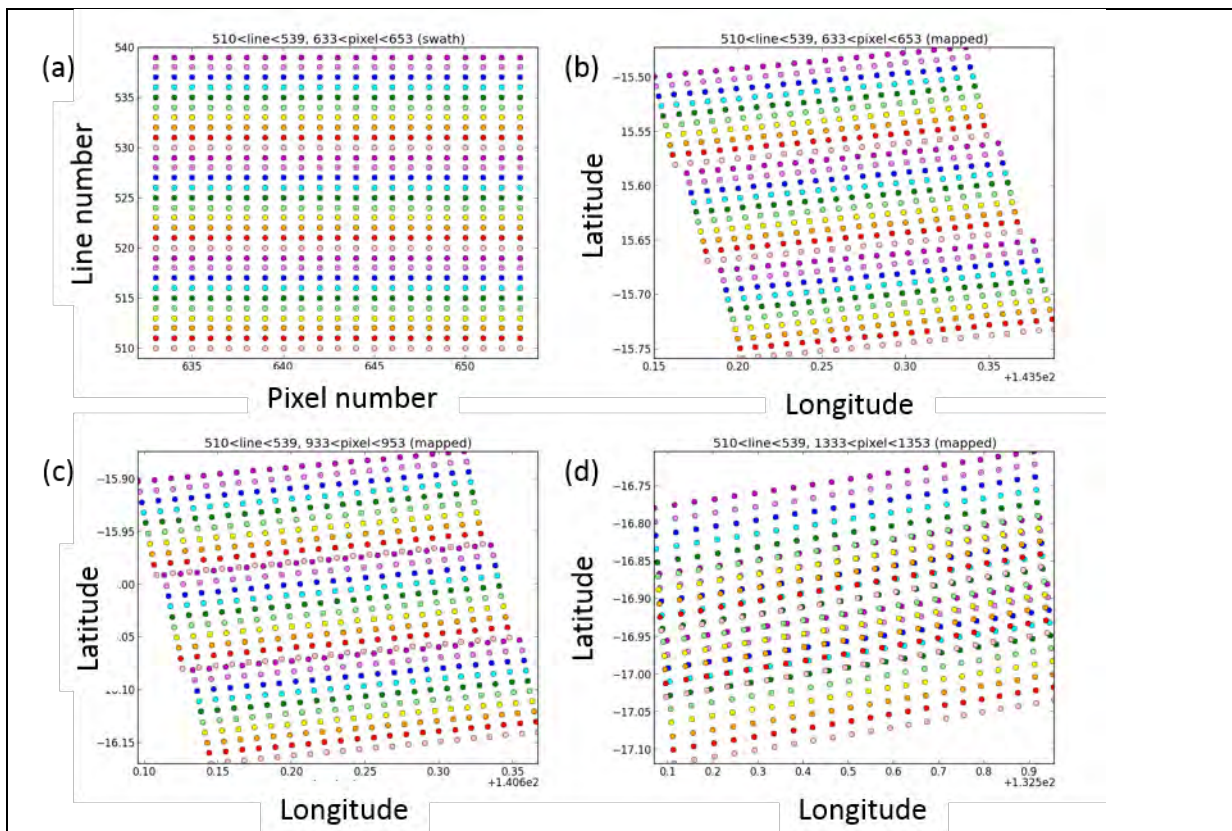 510<line<539, 633<pixel<653 (swath)
(a)
540
535
530
525
520
515
510
Line number
635
640
645
650
Pixel number
510<line<539, 633<pixel<653 (mapped)
(b)
−15.50
−15.55
−15.60
−15.65
−15.70
−15.75
Latitude
0.15
0.20
0.25
0.30
0.35
+1.435e2
Longitude
510<line<539, 933<pixel<953 (mapped)
(c)
−15.90
−15.95
.00
.05
.10
−16.15
Latitude
0.10
0.20
0.30
0.35
+1.406e2
Longitude
510<line<539, 1333<pixel<1353 (mapped)
(d)
−16.75
−16.80
−16.85
−16.90
−16.95
−17.00
−17.05
−17.10
Latitude
0.1
0.2
0.3
0.4
0.5
0.6
0.7
0.8
0.9
+1.325e2
Longitude